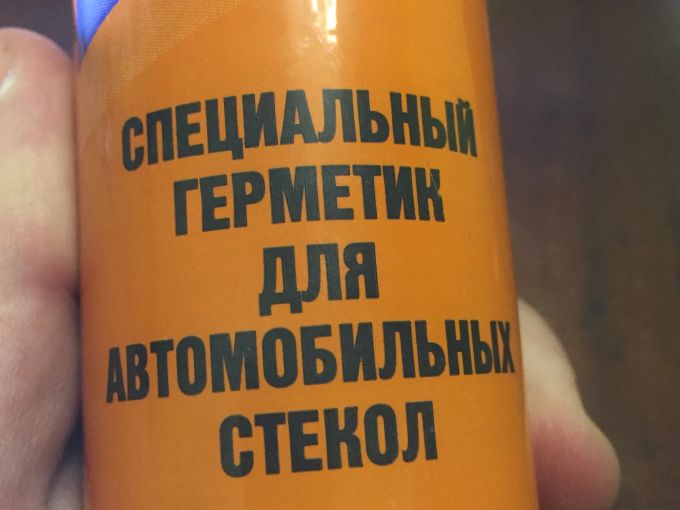 СПЕЦИАЛЬНЫЙ
ГЕРМЕТИК
ДЛЯ
АВТОМОБИЛЬНЫХ
СТЕКОЛ